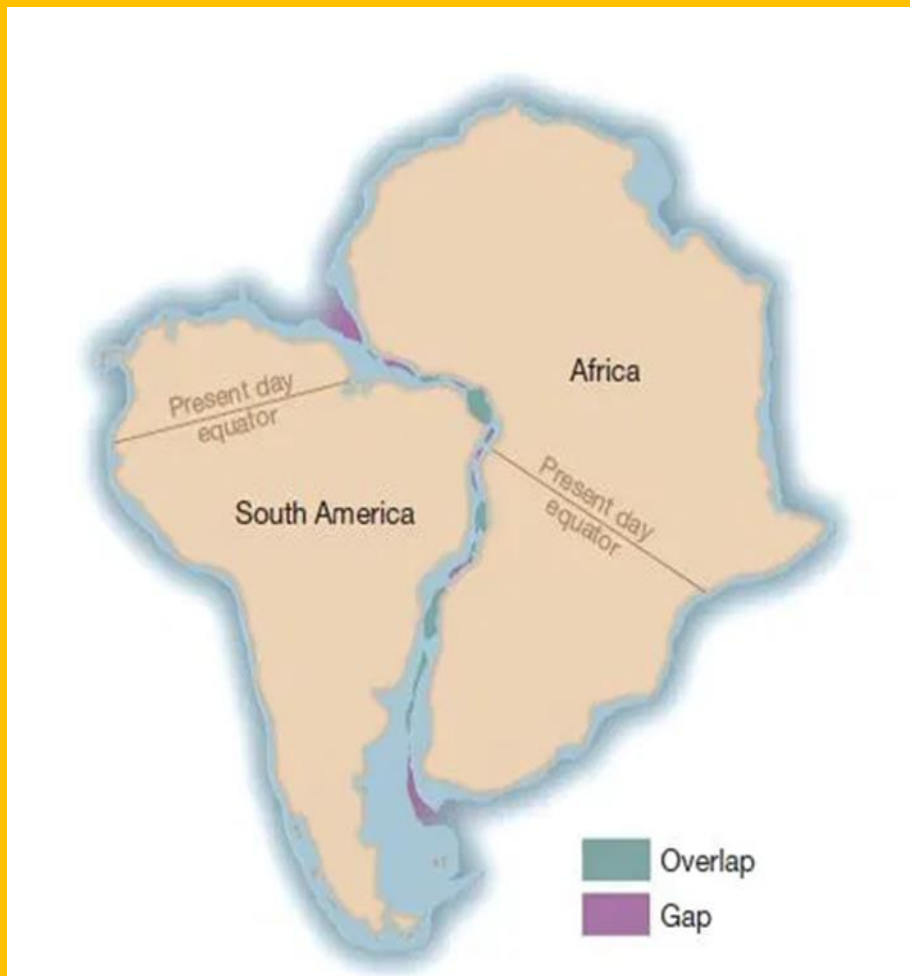 Africa
Present day
equator
South America
Present day
equator
Overlap
Gap